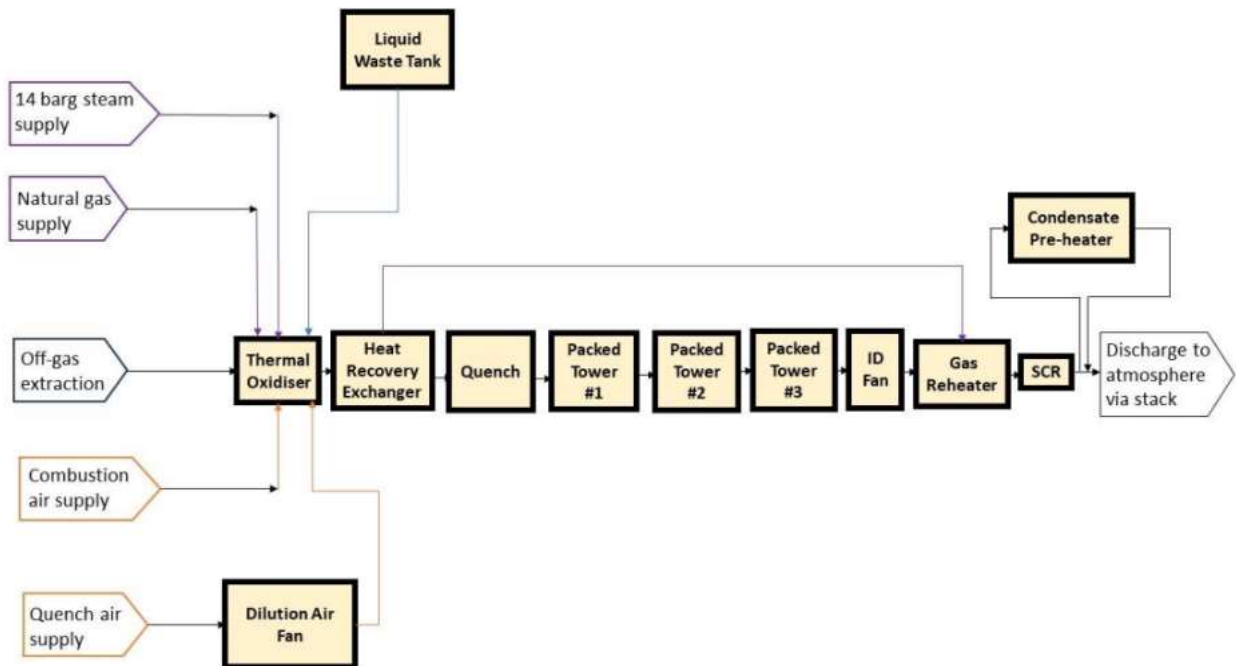 Liquid
Waste Tank
14 barg steam
supply
Natural gas
supply
Condensate
Pre-heater
Off-gas
extraction
Thermal
Oxidiser
Heat
Recovery
Exchanger
Quench
Packed
Tower
#1
Packed
Tower
#2
Packed
Tower
#3
ID
Fan
Gas
Reheater
SCR
Discharge to
atmosphere
via stack
Combustion
air supply
Quench air
supply
Dilution Air
Fan